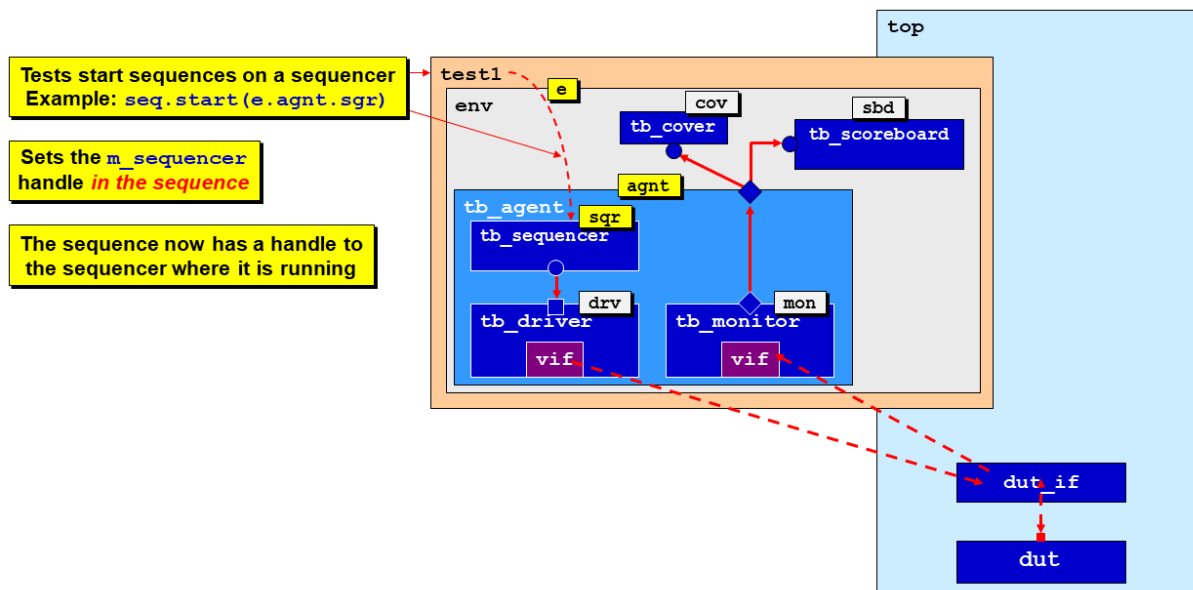 top
Tests start sequences on a sequencer
Example: seq.start(e.agnt.sgr)
test1
e
env
cov
sbd
tb_cover
tb_scoreboard
Sets the m_sequencer
handle in the sequence
agnt
tb_agent
sqr
tb_sequencer
The sequence now has a handle to
the sequencer where it is running
drv
mon
tb_driver
tb_monitor
vif
vif
dut_if
dut